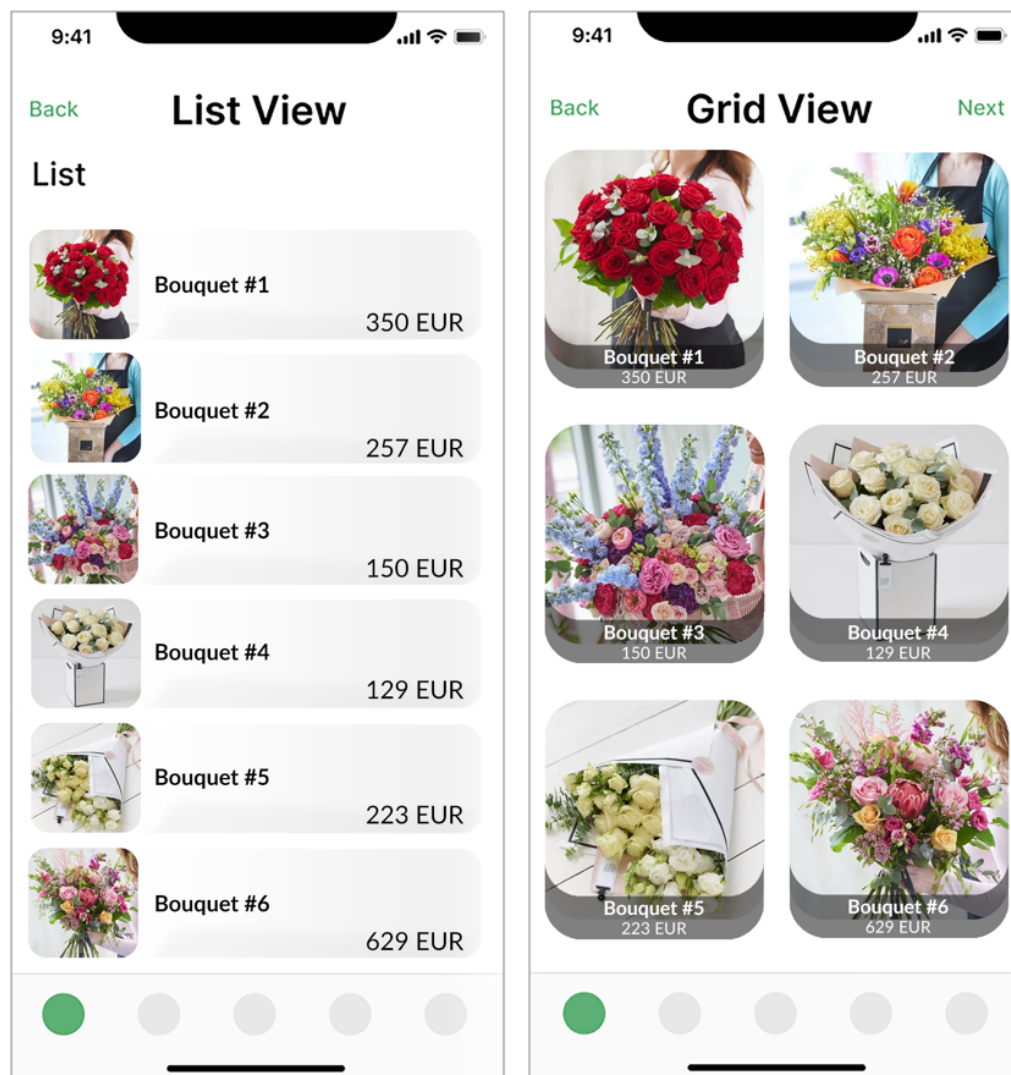 9:41
Back
List View
List
Bouquet #1
350 EUR
Bouquet #2
257 EUR
Bouquet #3
150 EUR
Bouquet #4
129 EUR
Bouquet #5
223 EUR
Bouquet #6
629 EUR
9:41
Back
Grid View
Next
Bouquet #1
350 EUR
Bouquet #2
257 EUR
Bouquet #3
150 EUR
Bouquet #4
129 EUR
Bouquet #5
223 EUR
Bouquet #6
629 EUR